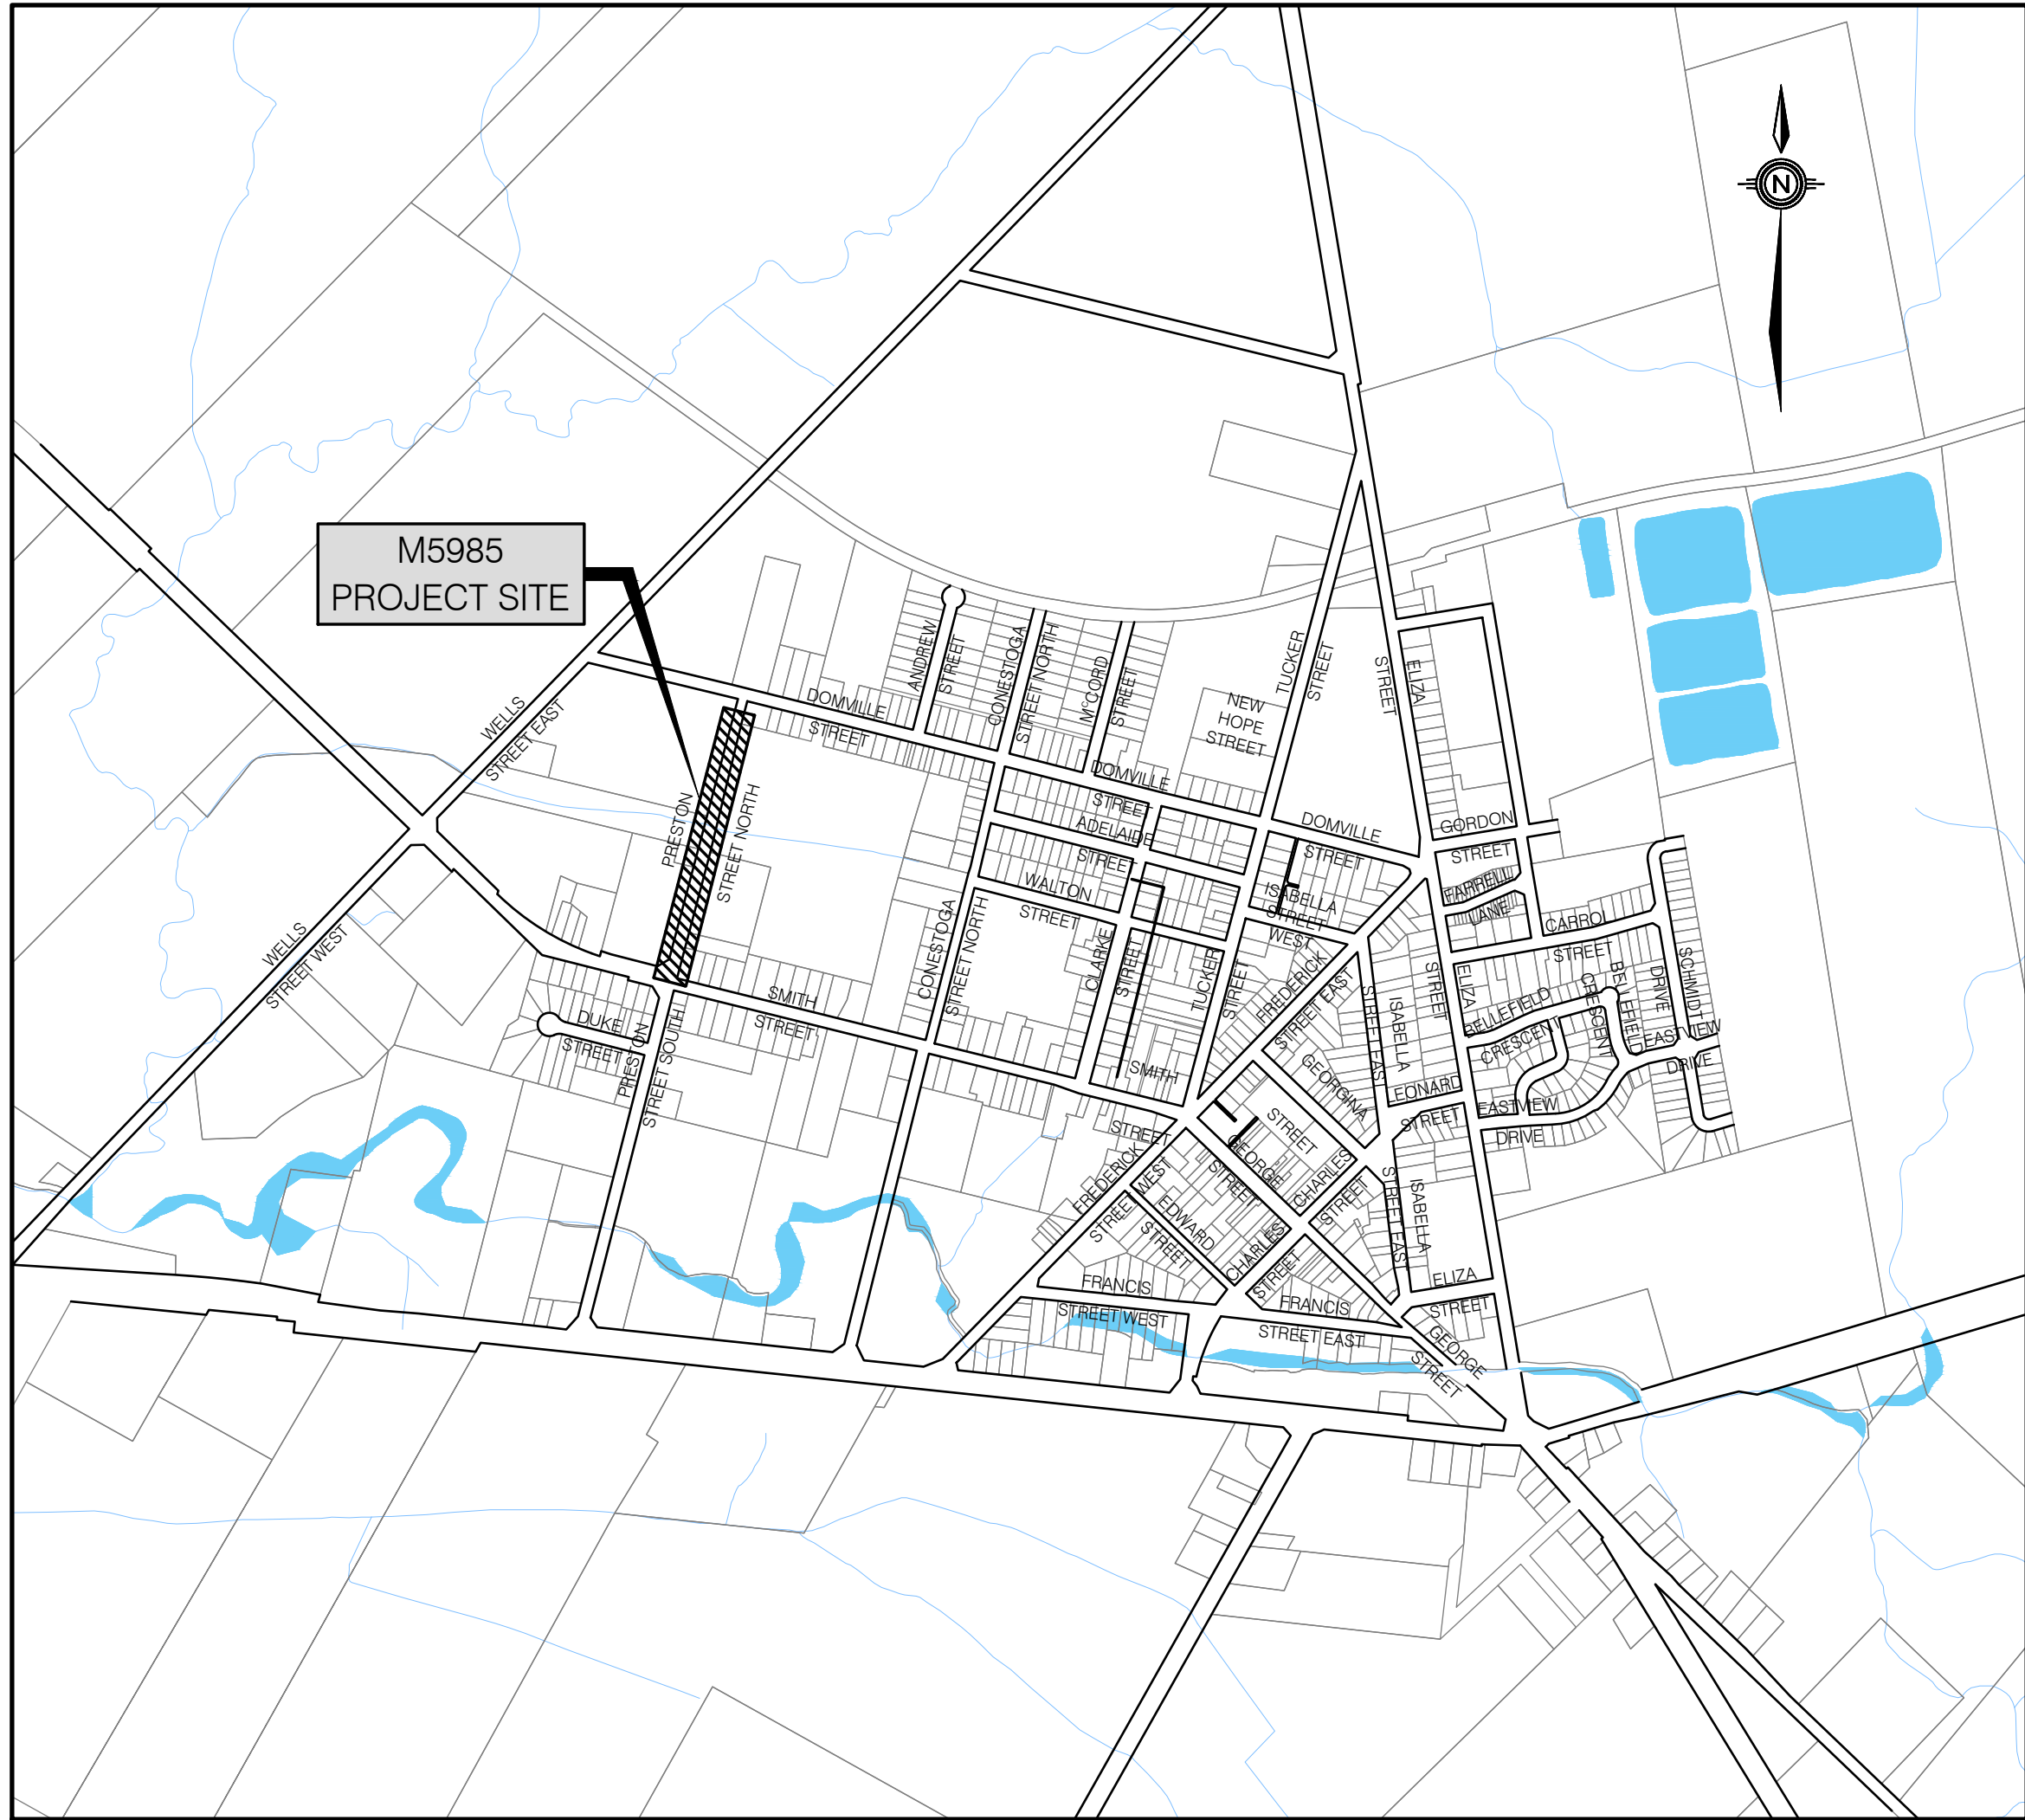 N
M5985
PROJECT SITE
ANDREW
STREET
CONESTOGA
STREET NORTH
McCORD
STREET
TUCKER
STREET
NEW
HOPE
STREET
STREET
ELIZA
WELLS
STREET EAST
DOMVILLE
STREET
DOMVILLE
STREET
ADELAIDE
STREET
DOMVILLE
STREET
GORDON
STREET
PRESTON
STREET NORTH
WALTON
STREET
ISABELLA
STREET
WEST
FARRELL
LANE
CARROL
STREET
WELLS
STREET WEST
CONESTOGA
STREET NORTH
CLARKE
STREET
TUCKER
STREET
FREDERICK
STREET EAST
STREET EAS
ISABELLA
STREET
ELIZA
BELLEFIELD
CRESCENT
BELLEFIELD
CRESCENT
DRIVE
SCHMIDT
EASTVIEW
DRIVE
SMITH
STREET
DUKE
STREET
PRESTON
STREET SOUTH
SMITH
STREET
GEORGINA
STREET
EONARD
STREET
EASTVIEW
DRIVE
FREDERICK
STREET WEST
GEORGE
STREET
CHARLES
STREET
EDWARD
STREET
CHARLES
STREET
STREET EAST
ISABELLA
FRANCIS
STREET WEST
FRANCIS
STREET EAST
ELIZA
STREET
GEORGE
STREET